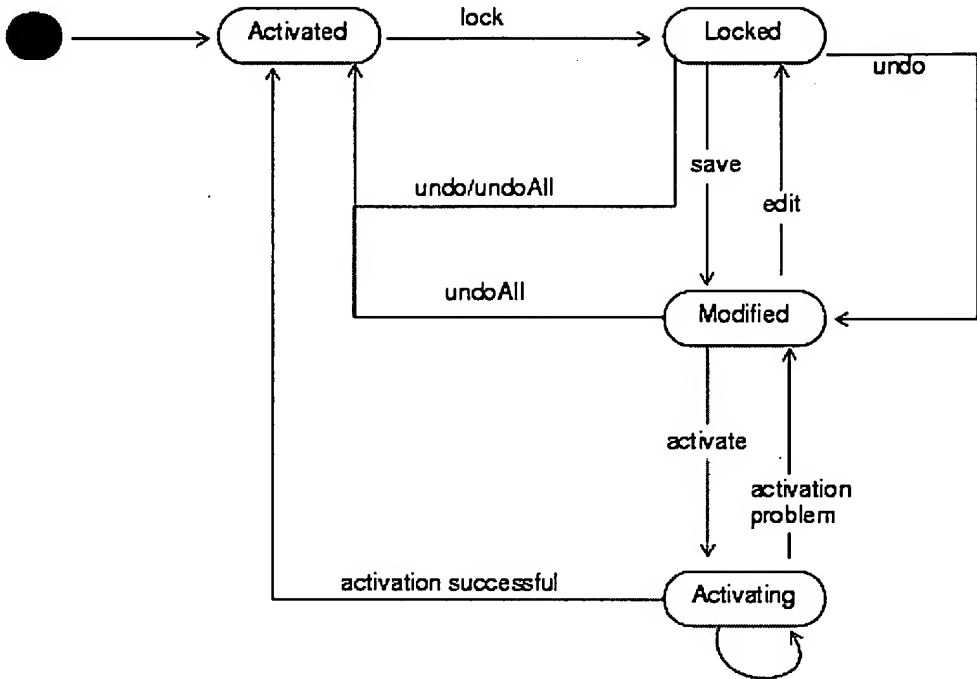 lock
Activated
Locked
undo
save
undo/undoAll
edit
undoAll
Modified
activate
activation
problem
activation successful
Activating